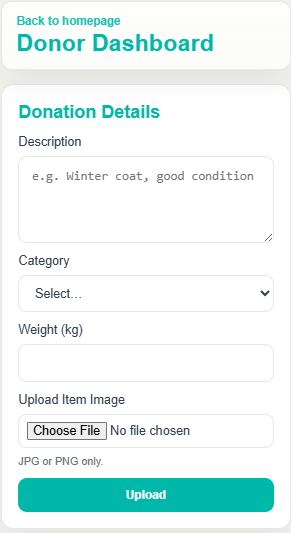 Back to homepage
Donor Dashboard
Donation Details
Description
e.g. Winter coat, good condition
Category
Select...
Weight (kg)
Upload Item Image
Choose File No file chosen
JPG or PNG only.
Upload